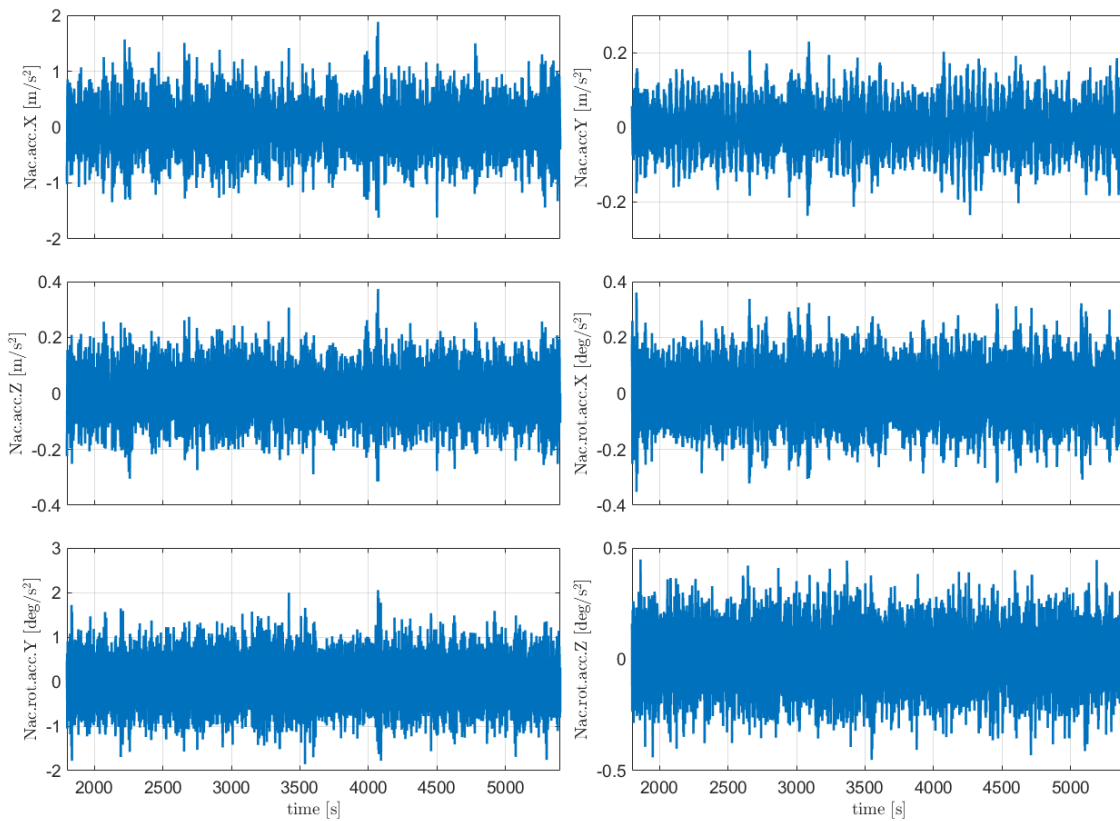 2
1
0
-1
-2
Nac.acc.X [m/s²]
0.2
0
-0.2
Nac.accY [m/s²]
0.4
0.2
0
-0.2
-0.4
Nac.acc.Z [m/s²]
0.4
0.2
0
-0.2
-0.4
Nac.rot.acc.X [deg/s²]
3
2
1
0
-1
-2
Nac.rot.acc.Y [deg/s²]
2000 2500 3000 3500 4000 4500 5000
time [s]
0.5
0
-0.5
Nac.rot.acc.Z [deg/s²]
2000 2500 3000 3500 4000 4500 5000
time [s]